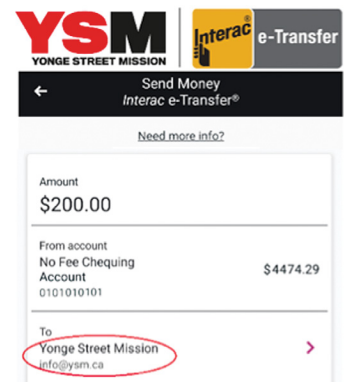 YSM
YONGE STREET MISSION
Interac® e-Transfer
Send Money
Interac e-Transfer®
Need more info?
Amount
$200.00
From account
No Fee Chequing
Account
$4474.29
0101010101
To
Yonge Street Mission
info@ysm.ca